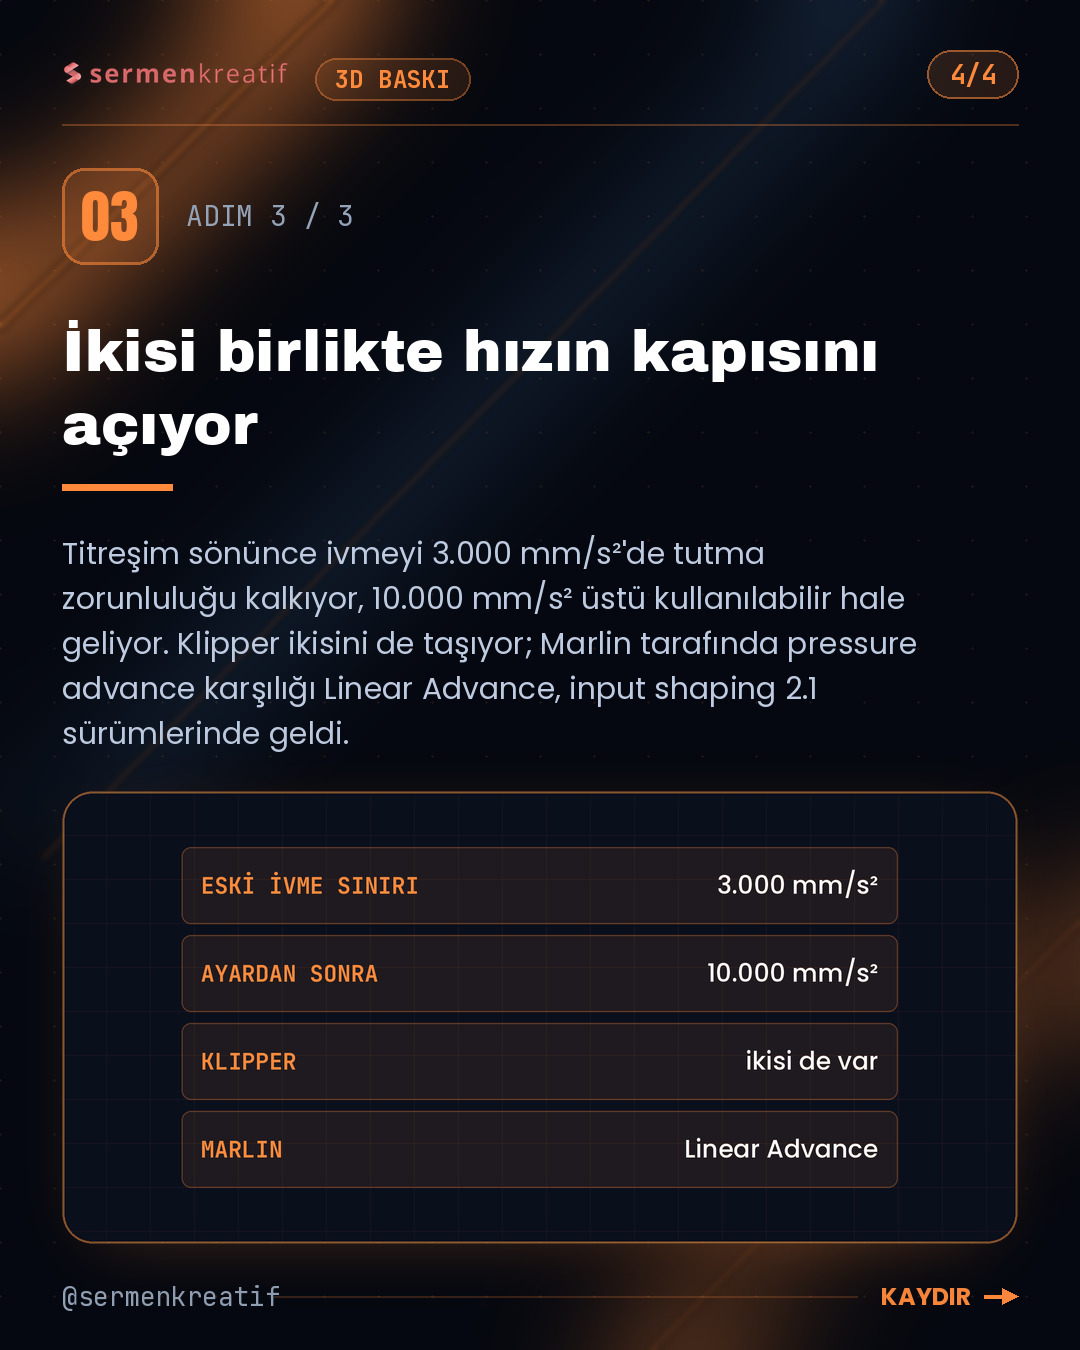 sermenkreatif
3D BASKI
4/4
03
ADIM 3 / 3
İkisi birlikte hızın kapısını
açıyor
Titreşim sönünce ivmeyi 3.000 mm/s²'de tutma
zorunluluğu kalkıyor, 10.000 mm/s² üstü kullanılabilir hale
geliyor. Klipper ikisini de taşıyor; Marlin tarafında pressure
advance karşılığı Linear Advance, input shaping 2.1
sürümlerinde geldi.
ESKİ İVME SINIRI 3.000 mm/s²
AYARDAN SONRA 10.000 mm/s²
KLIPPER ikisi de var
MARLIN Linear Advance
@sermenkreatif
KAYDIR